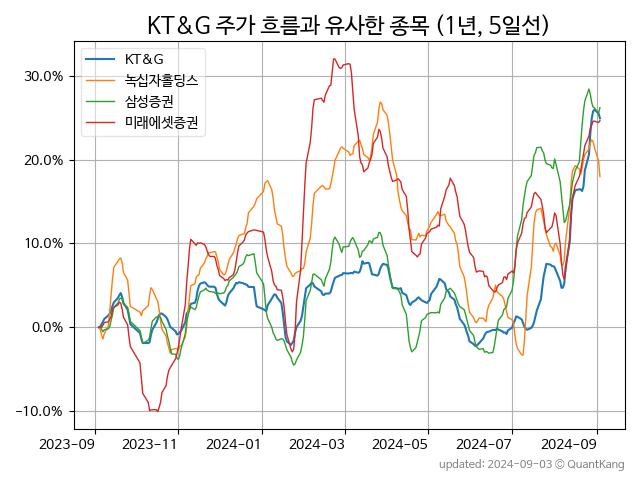 KT&G 주가 흐름과 유사한 종목 (1년, 5일선)
KT&G
녹십자홀딩스
삼성증권
미래에셋증권
30.0%
20.0%
10.0%
0.0%
−10.0%
2023-09 2023-11 2024-01 2024-03 2024-05 2024-07 2024-09
updated: 2024-09-03 © QuantKang